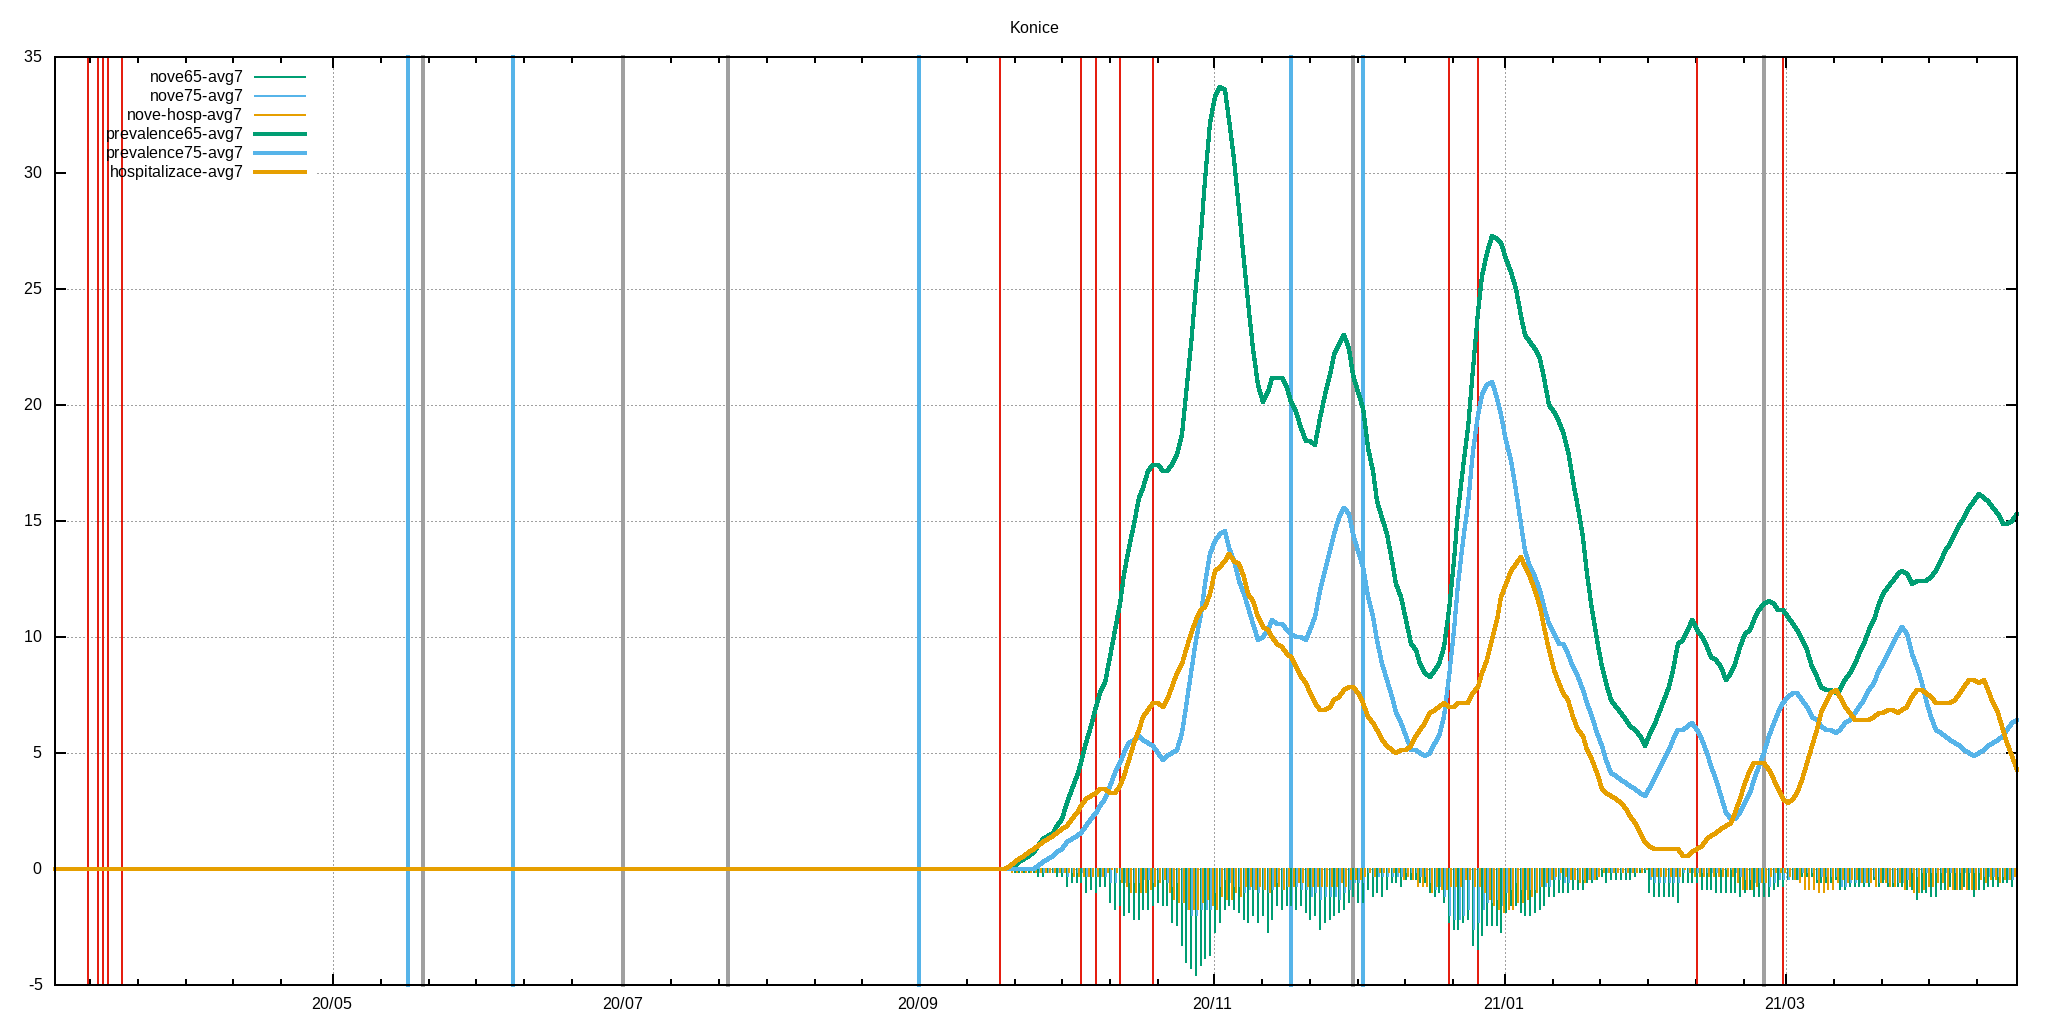 Konice
35
30
25
20
15
10
5
0
-5
nove65-avg7
nove75-avg7
nove-hosp-avg7
prevalence65-avg7
prevalence75-avg7
hospitalizace-avg7
20/05
20/07
20/09
20/11
21/01
21/03